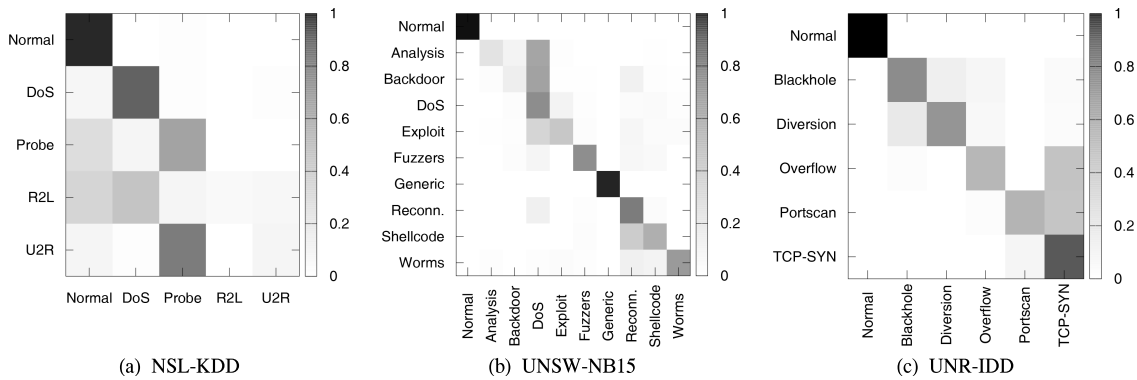 Normal
DoS
Probe
R2L
U2R
Normal DoS Probe R2L U2R
1
0.8
0.6
0.4
0.2
0
(a) NSL-KDD
Normal
Analysis
Backdoor
DoS
Exploit
Fuzzers
Generic
Reconn.
Shellcode
Worms
Normal
Analysis
Backdoor
DoS
Exploit
Fuzzers
Generic
Reconn.
Shellcode
Worms
1
0.8
0.6
0.4
0.2
0
(b) UNSW-NB15
Normal
Blackhole
Diversion
Overflow
Portscan
TCP-SYN
Normal
Blackhole
Diversion
Overflow
Portscan
TCP-SYN
1
0.8
0.6
0.4
0.2
0
(c) UNR-IDD